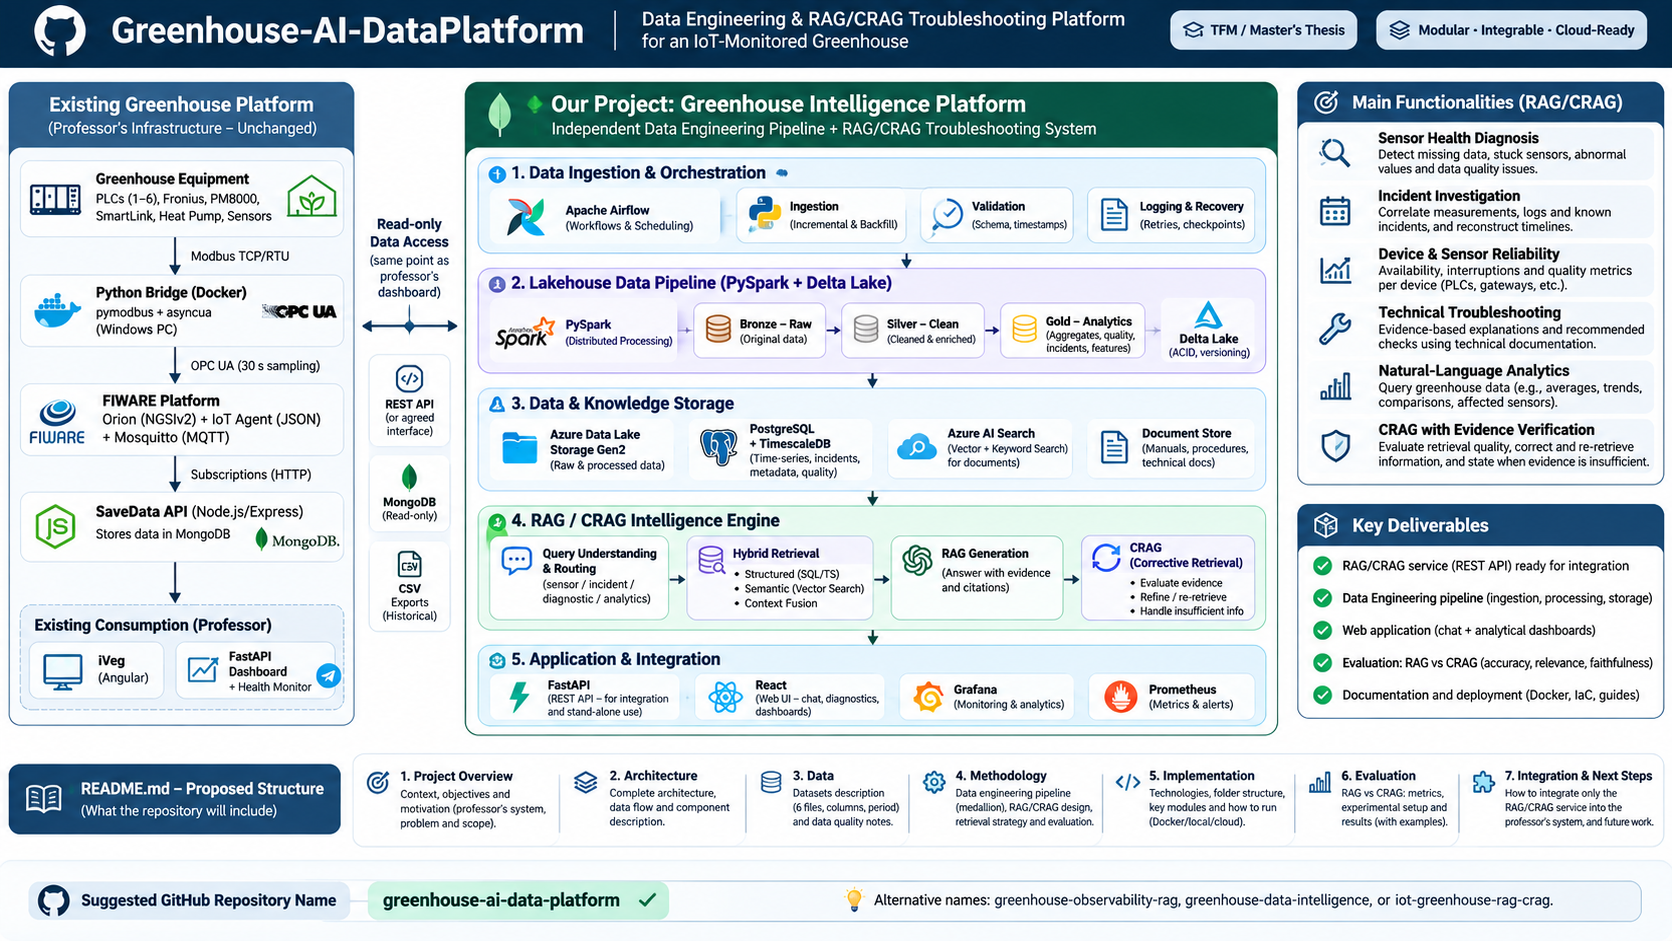 Greenhouse-AI-DataPlatform
Data Engineering & RAG/CRAG Troubleshooting Platform
for an IoT-Monitored Greenhouse
TFM / Master's Thesis
Modular · Integrable · Cloud-Ready
Existing Greenhouse Platform
(Professor's Infrastructure – Unchanged)
Greenhouse Equipment
PLCs (1–6), Fronius, PM8000,
SmartLink, Heat Pump, Sensors
Modbus TCP/RTU
Python Bridge (Docker)
pymodbus + asyncua
(Windows PC)
OPC UA
OPC UA (30 s sampling)
FIWARE Platform
Orion (NGSIv2) + IoT Agent (JSON)
+ Mosquitto (MQTT)
FIWARE
Subscriptions (HTTP)
SaveData API (Node.js/Express)
Stores data in MongoDB
JS
MongoDB.
Existing Consumption (Professor)
iVeg
(Angular)
FastAPI
Dashboard
+ Health Monitor
Read-only
Data Access
(same point as
professor's
dashboard)
REST API
(or agreed
interface)
MongoDB
(Read-only)
CSV
CSV
Exports
(Historical)
Our Project: Greenhouse Intelligence Platform
Independent Data Engineering Pipeline + RAG/CRAG Troubleshooting System
1. Data Ingestion & Orchestration
Apache Airflow
(Workflows & Scheduling)
Ingestion
(Incremental & Backfill)
Validation
(Schema, timestamps)
Logging & Recovery
(Retries, checkpoints)
2. Lakehouse Data Pipeline (PySpark + Delta Lake)
Spark
PySpark
(Distributed Processing)
Bronze – Raw
(Original data)
Silver – Clean
(Cleaned & enriched)
Gold – Analytics
(Aggregates, quality,
incidents, features)
Delta Lake
(ACID, versioning)
3. Data & Knowledge Storage
Azure Data Lake
Storage Gen2
(Raw & processed data)
PostgreSQL
+ TimescaleDB
(Time-series, incidents,
metadata, quality)
Azure AI Search
(Vector + Keyword Search)
for documents)
Document Store
(Manuals, procedures,
technical docs)
4. RAG / CRAG Intelligence Engine
Query Understanding
& Routing
(sensor / incident /
diagnostic / analytics)
Hybrid Retrieval
• Structured (SQL/TS)
• Semantic (Vector Search)
• Context Fusion
RAG Generation
(Answer with evidence
and citations)
CRAG
(Corrective Retrieval)
• Evaluate evidence
• Refine / re-retrieve
• Handle insufficient info
5. Application & Integration
FastAPI
(REST API – for integration
and stand-alone use)
React
(Web UI – chat, diagnostics,
dashboards)
Grafana
(Monitoring & analytics)
Prometheus
(Metrics & alerts)
Main Functionalities (RAG/CRAG)
Sensor Health Diagnosis
Detect missing data, stuck sensors, abnormal
values and data quality issues.
Incident Investigation
Correlate measurements, logs and known
incidents, and reconstruct timelines.
Device & Sensor Reliability
Availability, interruptions and quality metrics
per device (PLCs, gateways, etc.).
Technical Troubleshooting
Evidence-based explanations and recommended
checks using technical documentation.
Natural-Language Analytics
Query greenhouse data (e.g., averages, trends,
comparisons, affected sensors).
CRAG with Evidence Verification
Evaluate retrieval quality, correct and re-retrieve
information, and state when evidence is insufficient.
Key Deliverables
RAG/CRAG service (REST API) ready for integration
Data Engineering pipeline (ingestion, processing, storage)
Web application (chat + analytical dashboards)
Evaluation: RAG vs CRAG (accuracy, relevance, faithfulness)
Documentation and deployment (Docker, IaC, guides)
README.md – Proposed Structure
(What the repository will include)
1. Project Overview
Context, objectives and
motivation (professor's system,
problem and scope).
2. Architecture
Complete architecture,
data flow and component
description.
3. Data
Datasets description
(6 files, columns, period)
and data quality notes.
4. Methodology
Data engineering pipeline
(medallion), RAG/CRAG design,
retrieval strategy and evaluation.
5. Implementation
Technologies, folder structure,
key modules and how to run
(Docker/local/cloud).
6. Evaluation
RAG vs CRAG: metrics,
experimental setup and
results (with examples).
7. Integration & Next Steps
How to integrate only the
RAG/CRAG service into the
professor's system, and future work.
Suggested GitHub Repository Name
greenhouse-ai-data-platform
Alternative names: greenhouse-observability-rag, greenhouse-data-intelligence, or iot-greenhouse-rag-crag.